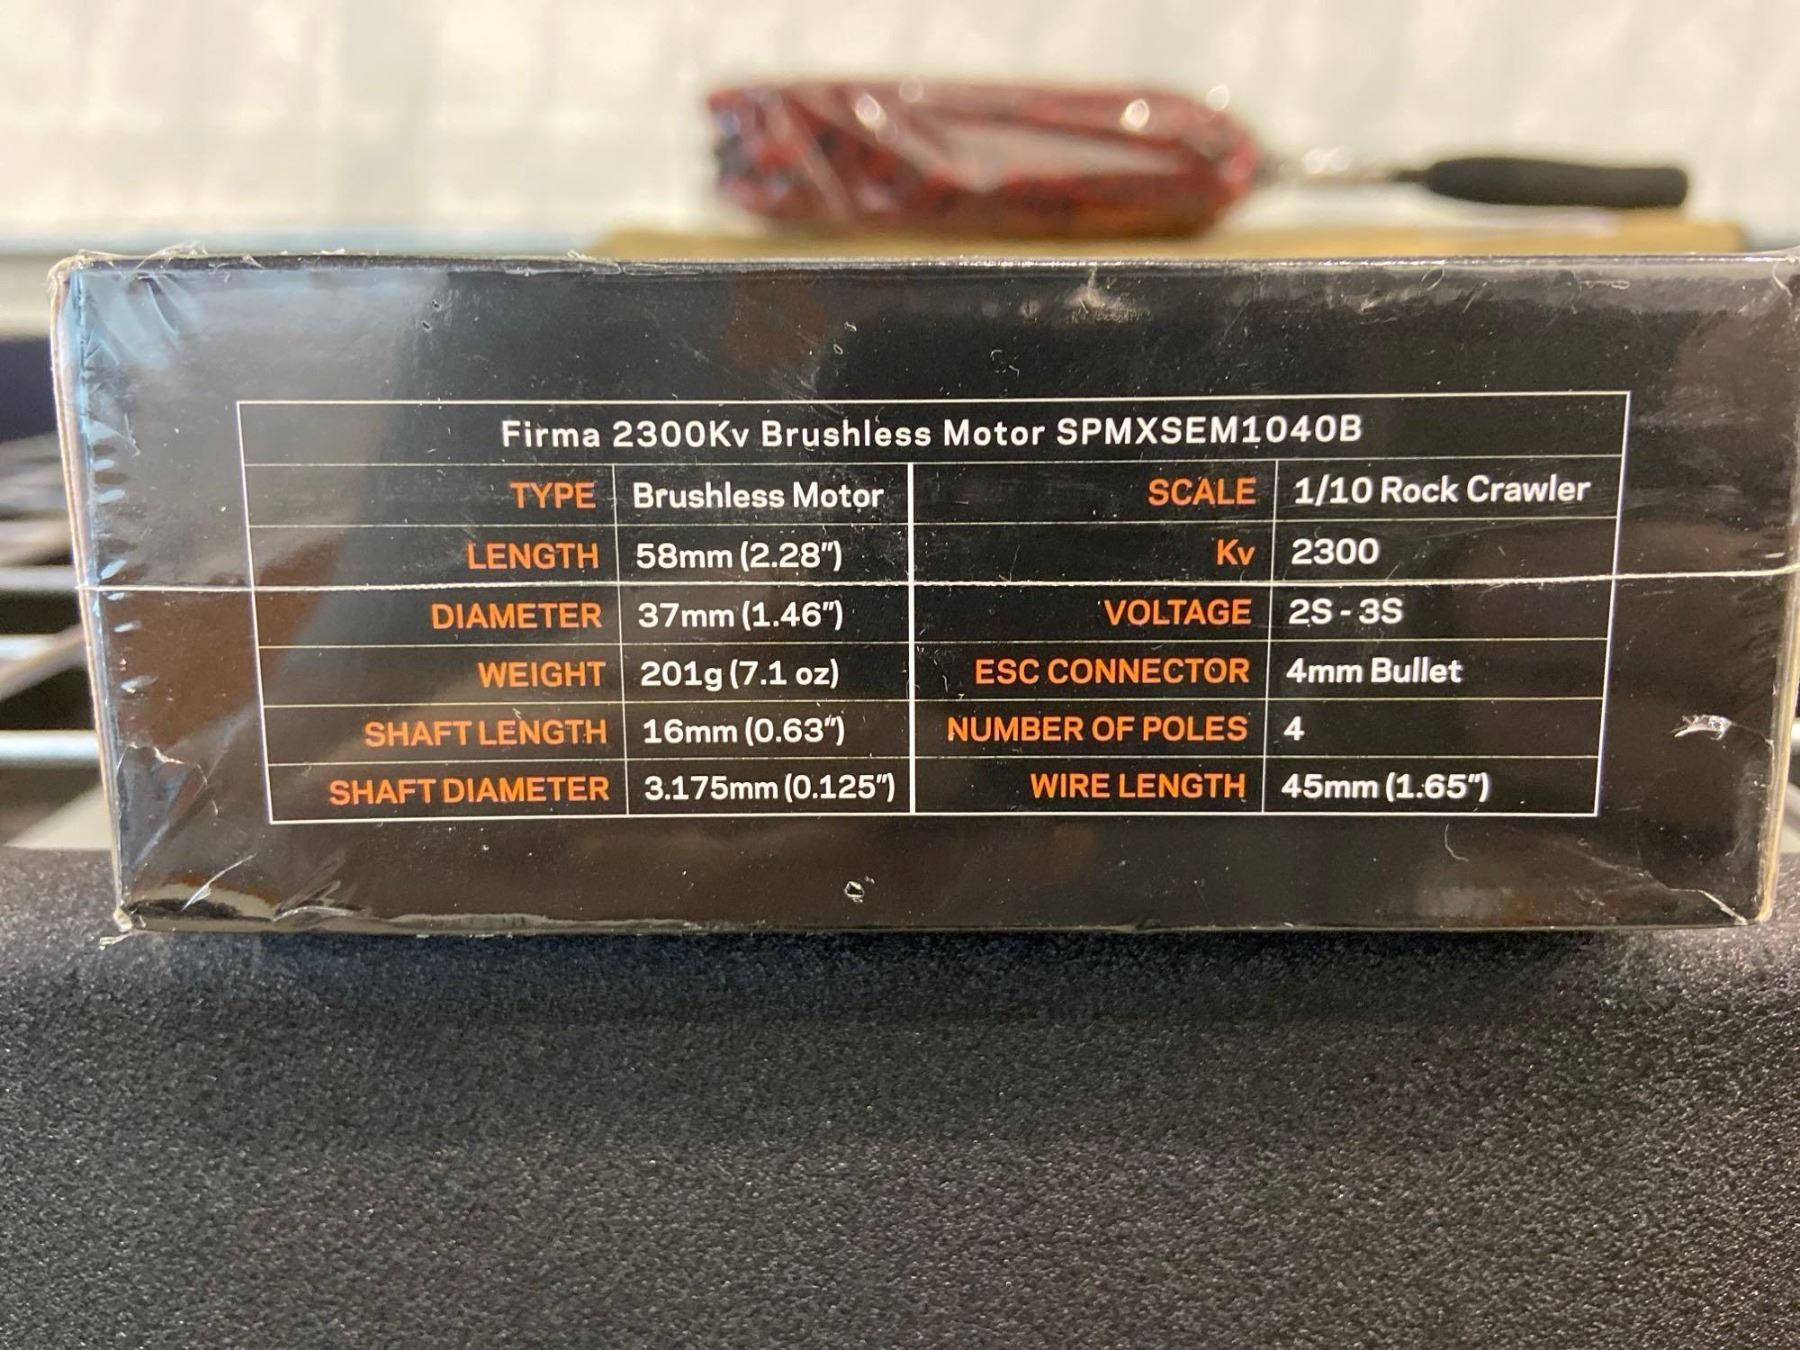 Firma 2300Kv Brushless Motor SPMXSEM1040B
TYPE Brushless Motor SCALE 1/10 Rock Crawler
LENGTH 58mm (2.28") Kv 2300
DIAMETER 37mm (1.46") VOLTAGE 2S - 3S
WEIGHT 201g (7.1 oz) ESC CONNECTOR 4mm Bullet
SHAFT LENGTH 16mm (0.63") NUMBER OF POLES 4
SHAFT DIAMETER 3.175mm (0.125") WIRE LENGTH 45mm (1.65")